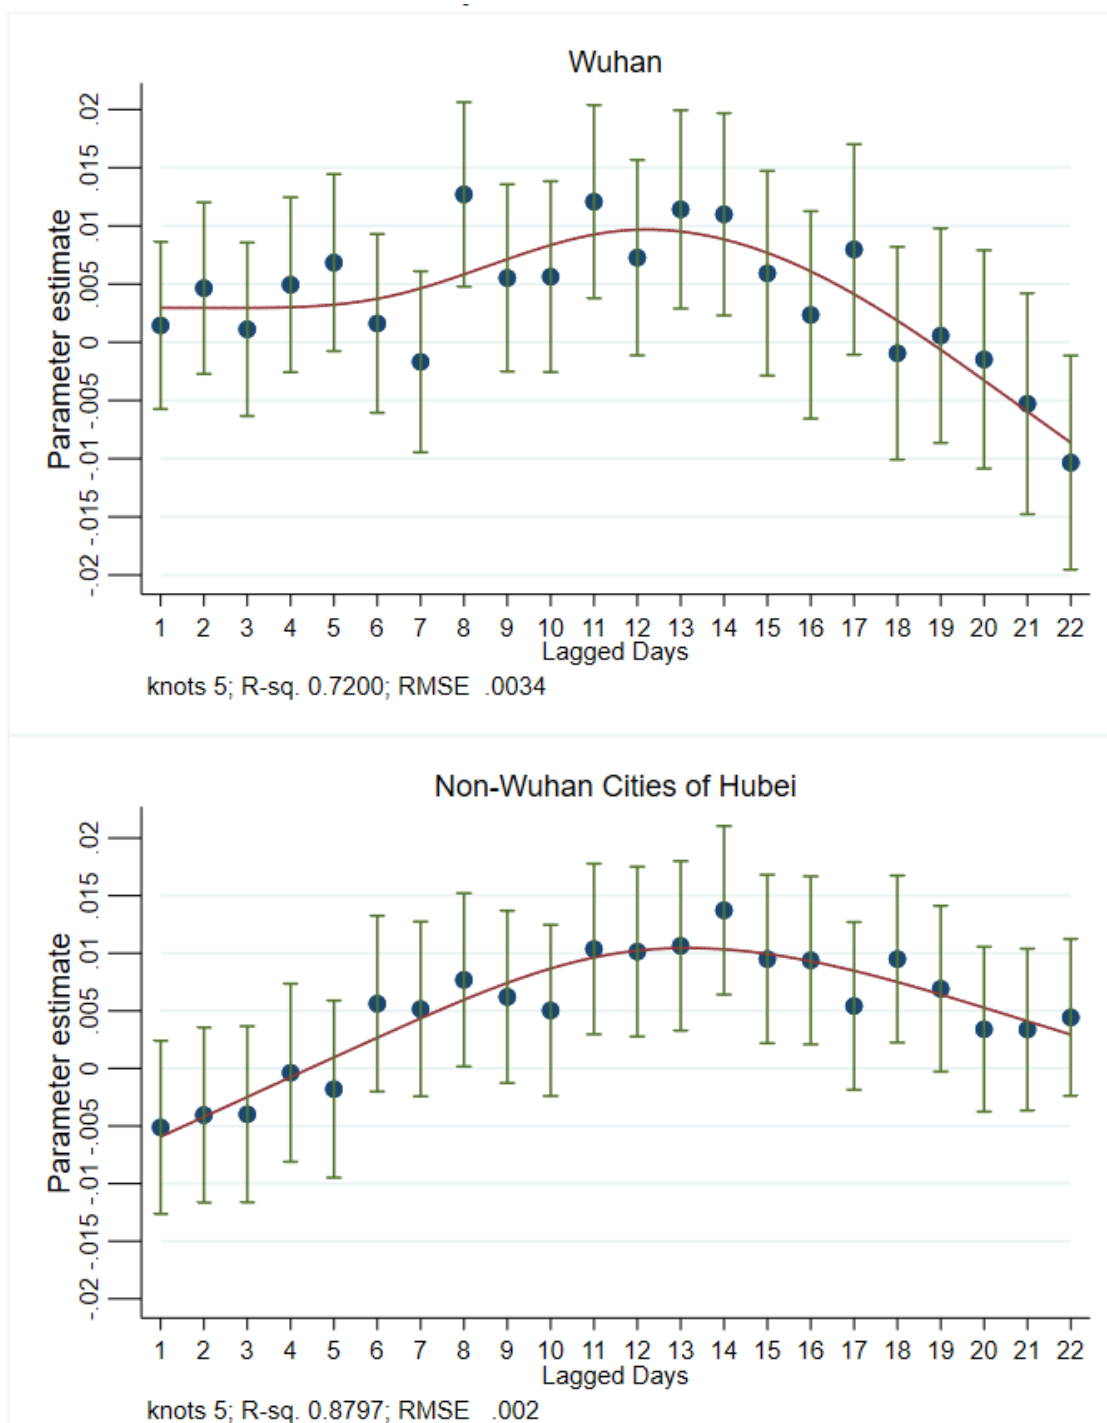 Wuhan
.02
.015
.01
.005
0
-.005
-.01
-.015
-.02
Parameter estimate
1 2 3 4 5 6 7 8 9 10 11 12 13 14 15 16 17 18 19 20 21 22
Lagged Days
knots 5; R-sq. 0.7200; RMSE .0034
Non-Wuhan Cities of Hubei
.02
.015
.01
.005
0
-.005
-.01
-.015
-.02
Parameter estimate
1 2 3 4 5 6 7 8 9 10 11 12 13 14 15 16 17 18 19 20 21 22
Lagged Days
knots 5; R-sq. 0.8797; RMSE .002